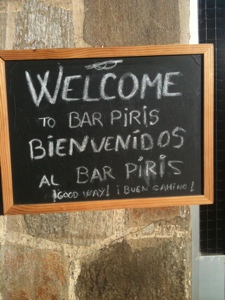 WELCOME
TO BAR PIRIS
BIENVENIDOS
AL BAR PIRIS
¡GOOD WAY! ¡BUEN CAMINO!